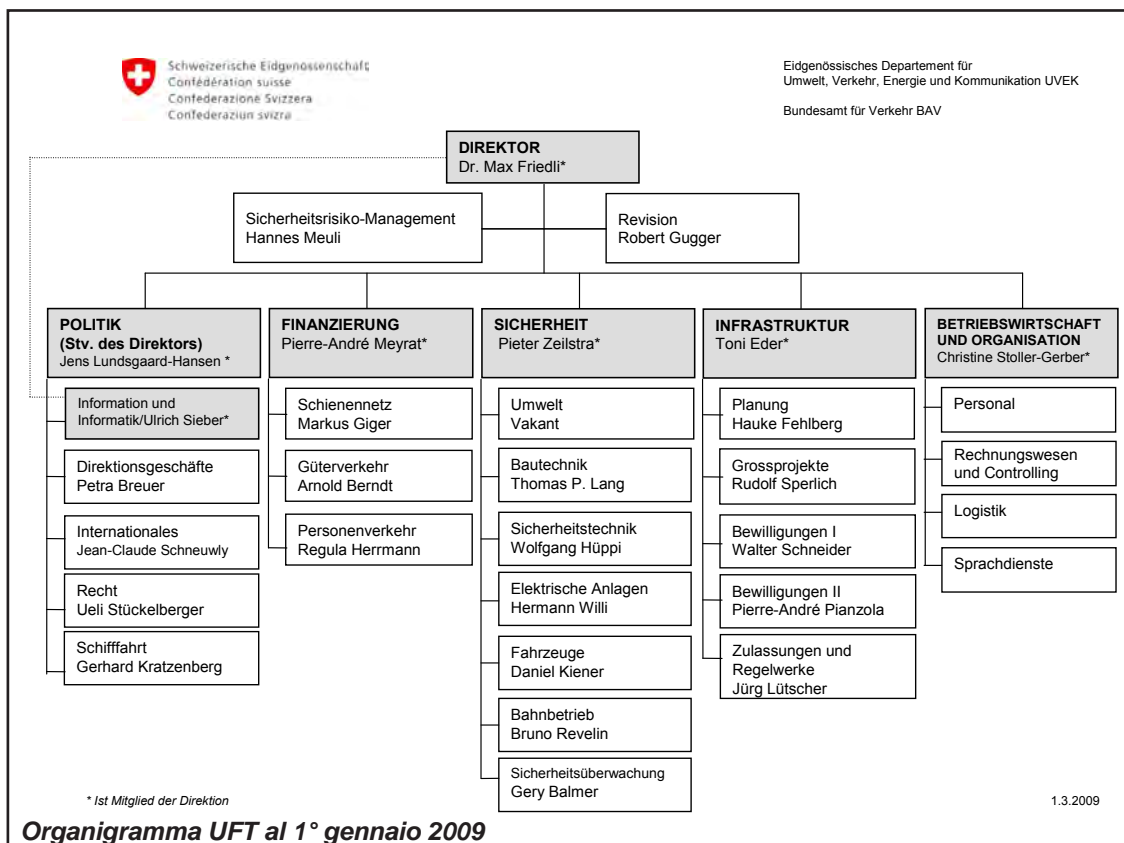 Schweizerische Eidgenossenschaft
Confédération suisse
Confederazione Svizzera
Confederaziun svizra
Eidgenössisches Departement für
Umwelt, Verkehr, Energie und Kommunikation UVEK
Bundesamt für Verkehr BAV
DIREKTOR
Dr. Max Friedli*
Sicherheitsrisiko-Management
Hannes Meuli
Revision
Robert Gugger
POLITIK
(Stv. des Direktors)
Jens Lundsgaard-Hansen *
FINANZIERUNG
Pierre-André Meyrat*
SICHERHEIT
Pieter Zeilstra*
INFRASTRUKTUR
Toni Eder*
BETRIEBSWIRTSCHAFT
UND ORGANISATION
Christine Stoller-Gerber*
Information und
Informatik/Ulrich Sieber*
Direktionsgeschäfte
Petra Breuer
Internationales
Jean-Claude Schneuwly
Recht
Ueli Stückelberger
Schifffahrt
Gerhard Kratzenberg
Schienennetz
Markus Giger
Güterverkehr
Arnold Berndt
Personenverkehr
Regula Herrmann
Umwelt
Vakant
Bautechnik
Thomas P. Lang
Sicherheitstechnik
Wolfgang Hüppi
Elektrische Anlagen
Hermann Willi
Fahrzeuge
Daniel Kiener
Bahnbetrieb
Bruno Revelin
Sicherheitsüberwachung
Gery Balmer
Planung
Hauke Fehlberg
Grossprojekte
Rudolf Sperlich
Bewilligungen I
Walter Schneider
Bewilligungen II
Pierre-André Pianzola
Zulassungen und
Regelwerke
Jürg Lütscher
Personal
Rechnungswesen
und Controlling
Logistik
Sprachdienste
* Ist Mitglied der Direktion
1.3.2009
Organigramma UFT al 1° gennaio 2009